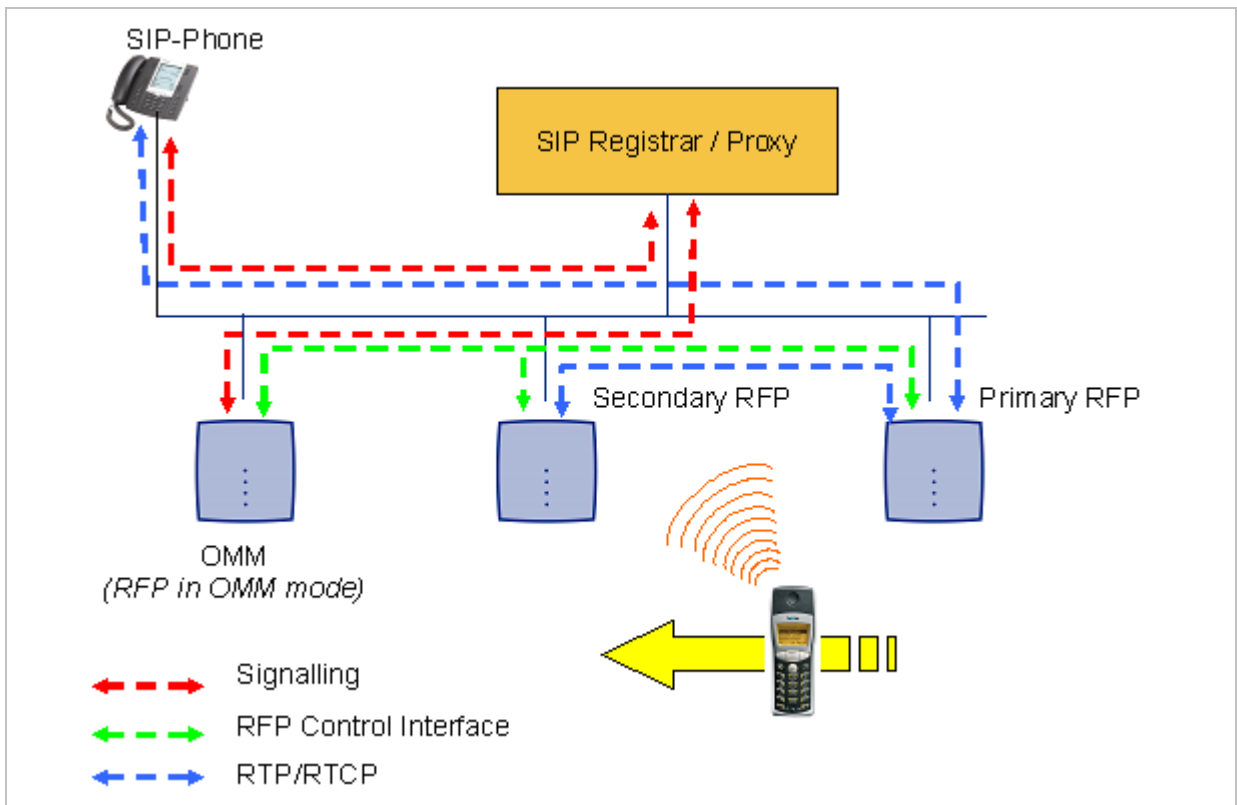 SIP-Phone
SIP Registrar / Proxy
Secondary RFP
Primary RFP
OMM
(RFP in OMM mode)
Signalling
RFP Control Interface
RTP/RTCP